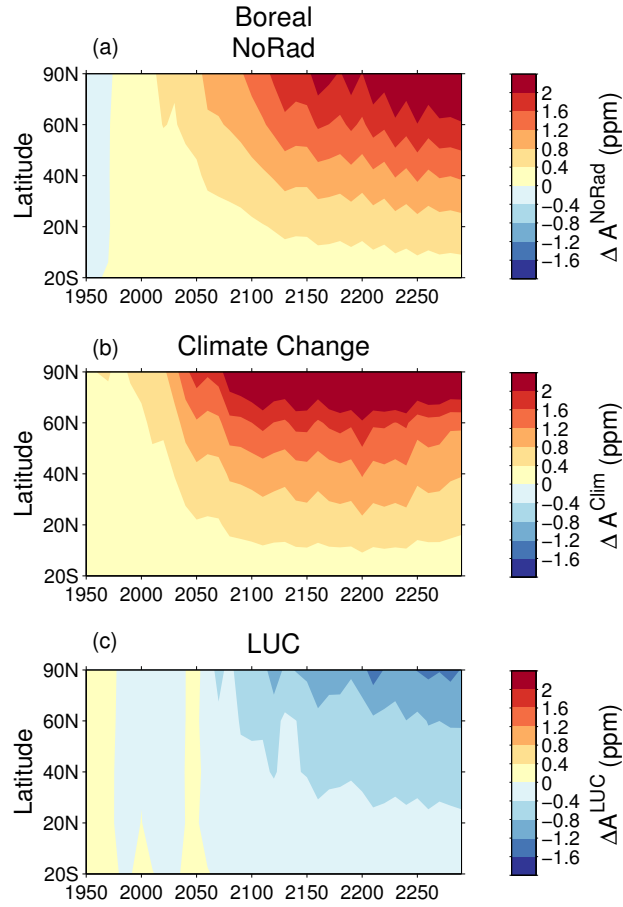 Boreal
NoRad
(a)
90N
60N
40N
20N
20S
Latitude
1950 2000 2050 2100 2150 2200 2250
2
1.6
1.2
0.8
0.4
0
−0.4
−0.8
−1.2
−1.6
Δ A^NoRad (ppm)
(b)
Climate Change
90N
60N
40N
20N
20S
Latitude
1950 2000 2050 2100 2150 2200 2250
2
1.6
1.2
0.8
0.4
0
−0.4
−0.8
−1.2
−1.6
Δ A^Clim (ppm)
(c)
LUC
90N
60N
40N
20N
20S
Latitude
1950 2000 2050 2100 2150 2200 2250
2
1.6
1.2
0.8
0.4
0
−0.4
−0.8
−1.2
−1.6
ΔA^LUC (ppm)